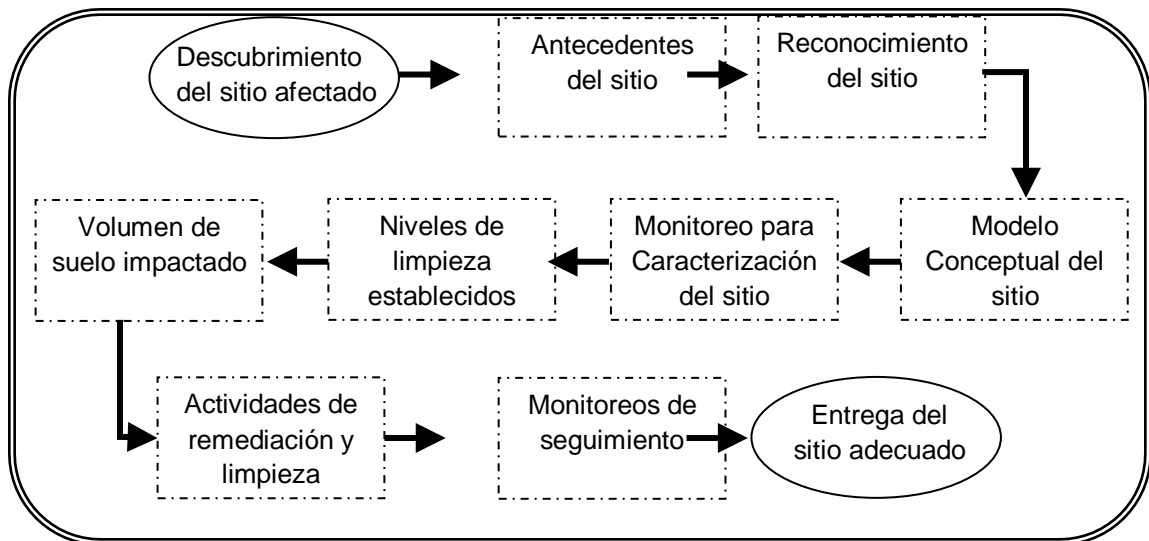 Descubrimiento
del sitio afectado
Antecedentes
del sitio
Reconocimiento
del sitio
Modelo
Conceptual del
sitio
Monitoreo para
Caracterización
del sitio
Niveles de
limpieza
establecidos
Volumen de
suelo impactado
Actividades de
remediación y
limpieza
Monitoreos de
seguimiento
Entrega del
sitio adecuado